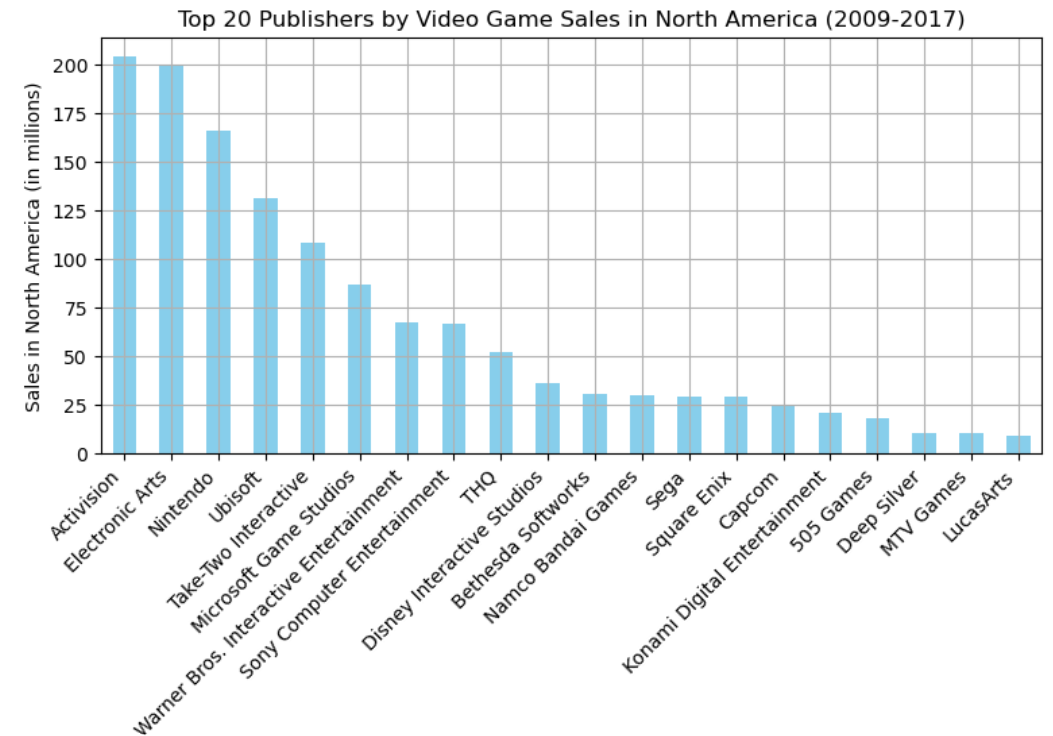 Top 20 Publishers by Video Game Sales in North America (2009-2017)
Sales in North America (in millions)
200
175
150
125
100
75
50
25
0
Activision
Electronic Arts
Nintendo
Ubisoft
Take-Two Interactive
Microsoft Game Studios
Warner Bros. Interactive Entertainment
Sony Computer Entertainment
THQ
Disney Interactive Studios
Bethesda Softworks
Namco Bandai Games
Sega
Square Enix
Capcom
Konami Digital Entertainment
505 Games
Deep Silver
MTV Games
LucasArts